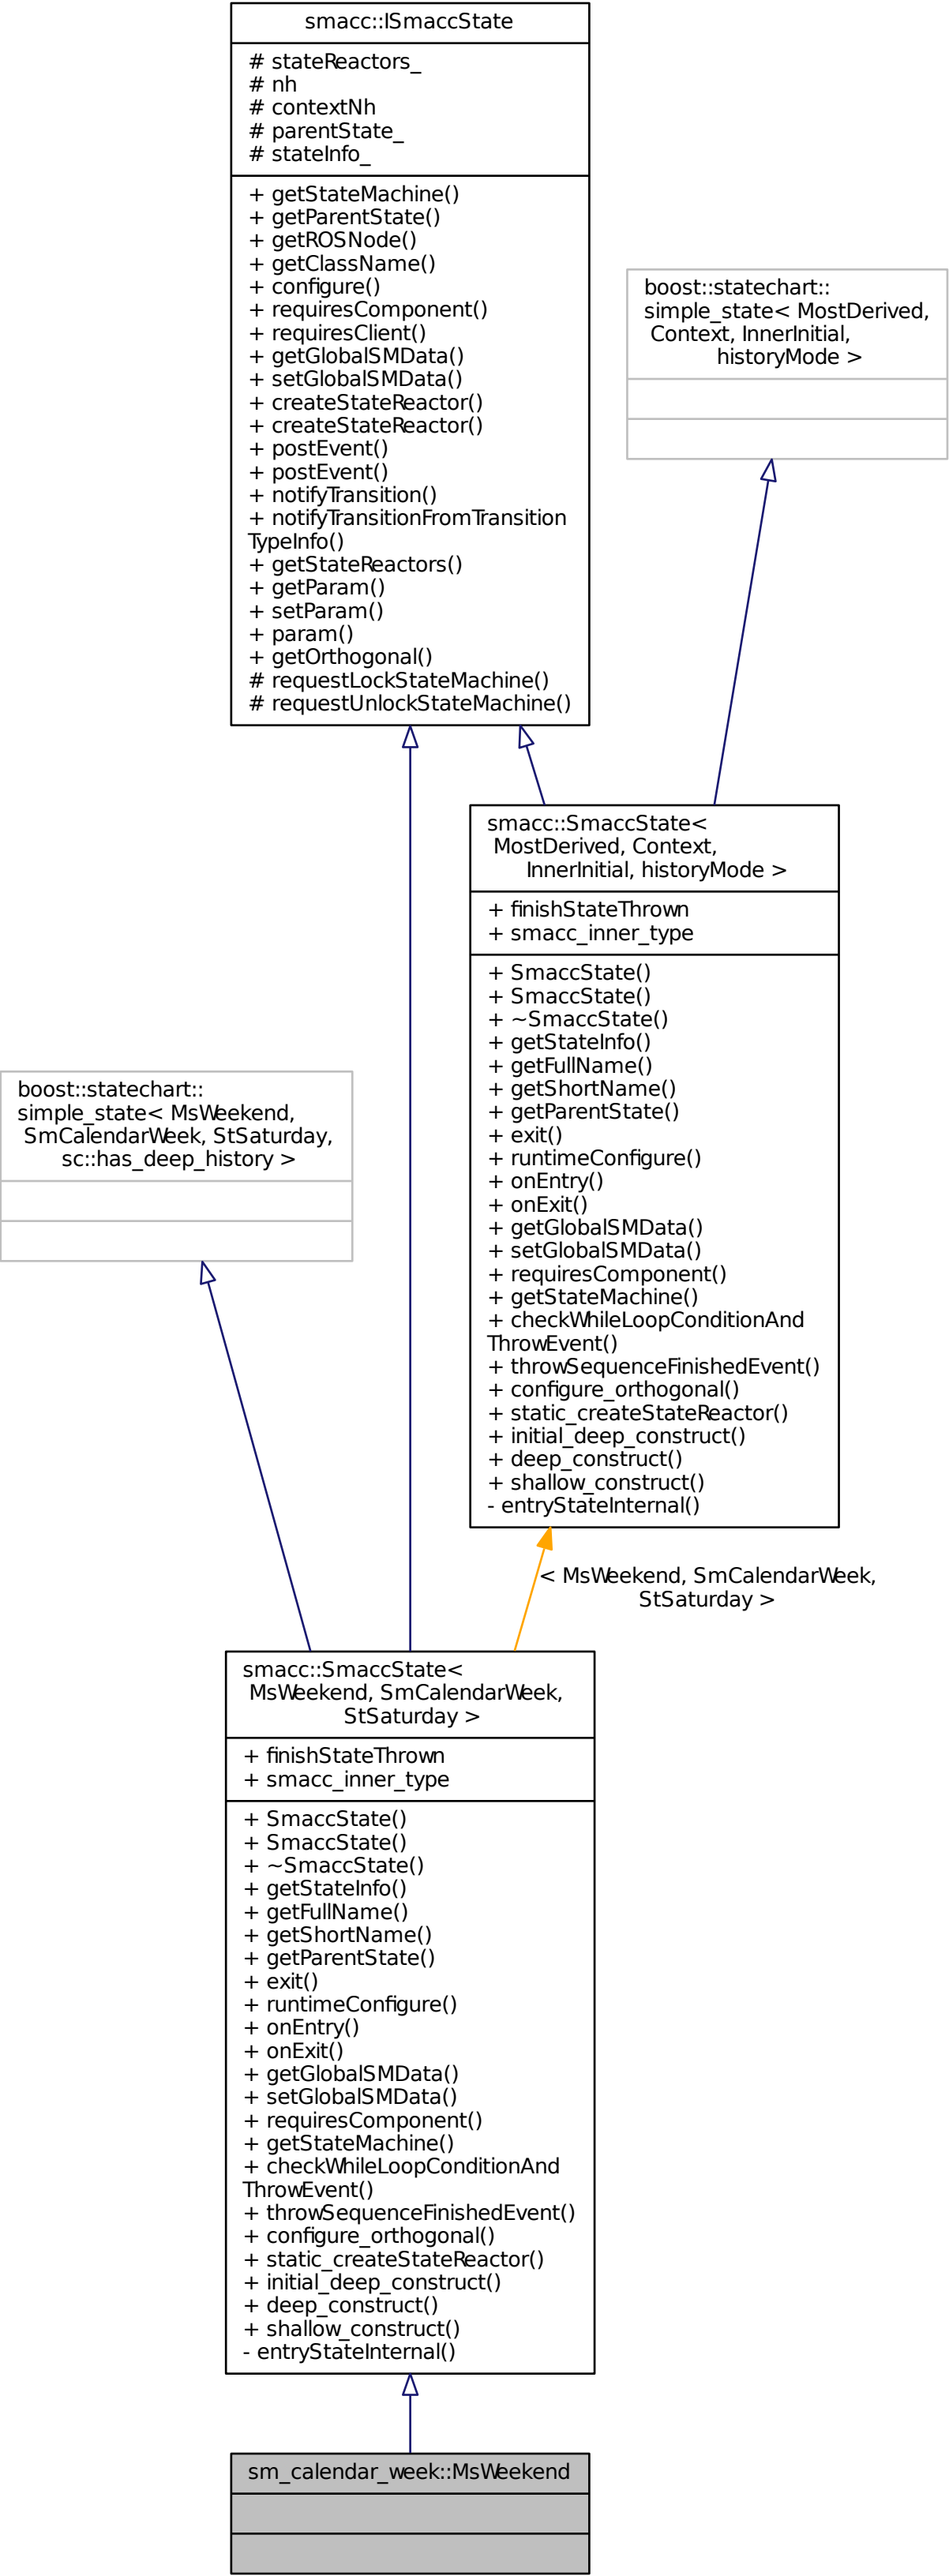 smacc::ISmaccState
# stateReactors_
# nh
# contextNh
# parentState_
# stateInfo_
+ getStateMachine()
+ getParentState()
+ getROSNode()
+ getClassName()
+ configure()
+ requiresComponent()
+ requiresClient()
+ getGlobalSMData()
+ setGlobalSMData()
+ createStateReactor()
+ createStateReactor()
+ postEvent()
+ postEvent()
+ notifyTransition()
+ notifyTransitionFromTransition
TypeInfo()
+ getStateReactors()
+ getParam()
+ setParam()
+ param()
+ getOrthogonal()
# requestLockStateMachine()
# requestUnlockStateMachine()
boost::statechart::
simple_state< MostDerived,
Context, InnerInitial,
historyMode >
smacc::SmaccState<
MostDerived, Context,
InnerInitial, historyMode >
+ finishStateThrown
+ smacc_inner_type
+ SmaccState()
+ SmaccState()
+ ~SmaccState()
+ getStateInfo()
+ getFullName()
+ getShortName()
+ getParentState()
+ exit()
+ runtimeConfigure()
+ onEntry()
+ onExit()
+ getGlobalSMData()
+ setGlobalSMData()
+ requiresComponent()
+ getStateMachine()
+ checkWhileLoopConditionAnd
ThrowEvent()
+ throwSequenceFinishedEvent()
+ configure_orthogonal()
+ static_createStateReactor()
+ initial_deep_construct()
+ deep_construct()
+ shallow_construct()
- entryStateInternal()
boost::statechart::
simple_state< MsWeekend,
SmCalendarWeek, StSaturday,
sc::has_deep_history >
< MsWeekend, SmCalendarWeek,
StSaturday >
smacc::SmaccState<
MsWeekend, SmCalendarWeek,
StSaturday >
+ finishStateThrown
+ smacc_inner_type
+ SmaccState()
+ SmaccState()
+ ~SmaccState()
+ getStateInfo()
+ getFullName()
+ getShortName()
+ getParentState()
+ exit()
+ runtimeConfigure()
+ onEntry()
+ onExit()
+ getGlobalSMData()
+ setGlobalSMData()
+ requiresComponent()
+ getStateMachine()
+ checkWhileLoopConditionAnd
ThrowEvent()
+ throwSequenceFinishedEvent()
+ configure_orthogonal()
+ static_createStateReactor()
+ initial_deep_construct()
+ deep_construct()
+ shallow_construct()
- entryStateInternal()
sm_calendar_week::MsWeekend